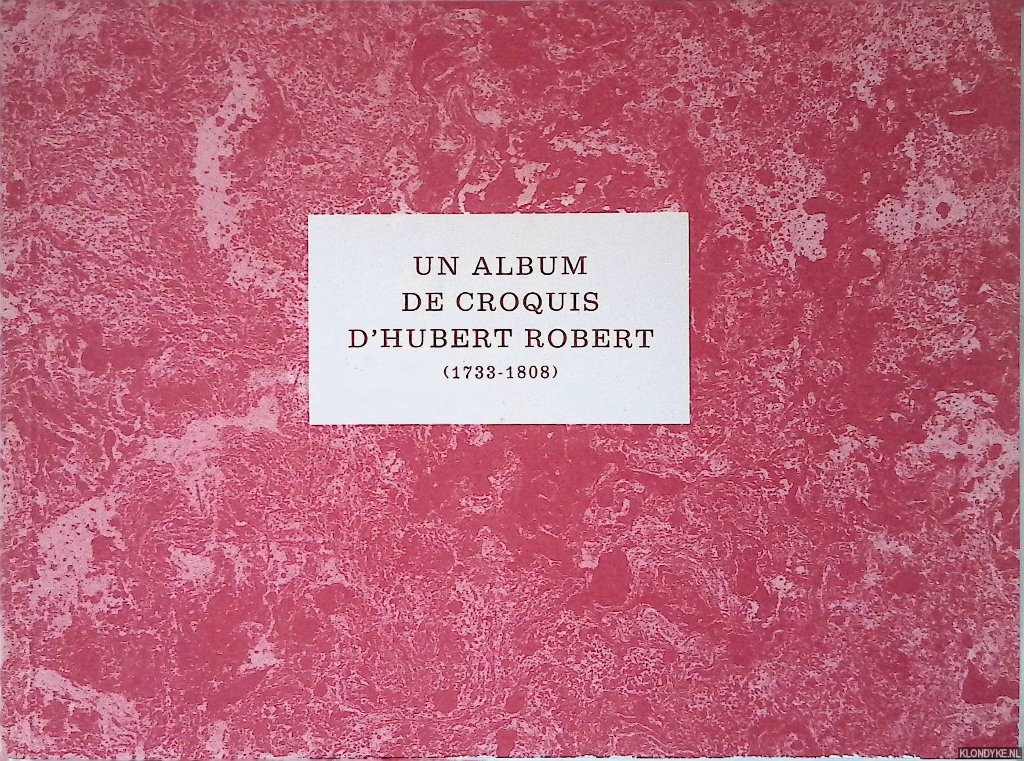 UN ALBUM
DE CROQUIS
D'HUBERT ROBERT
(1733-1808)
KLONDYKE.NL